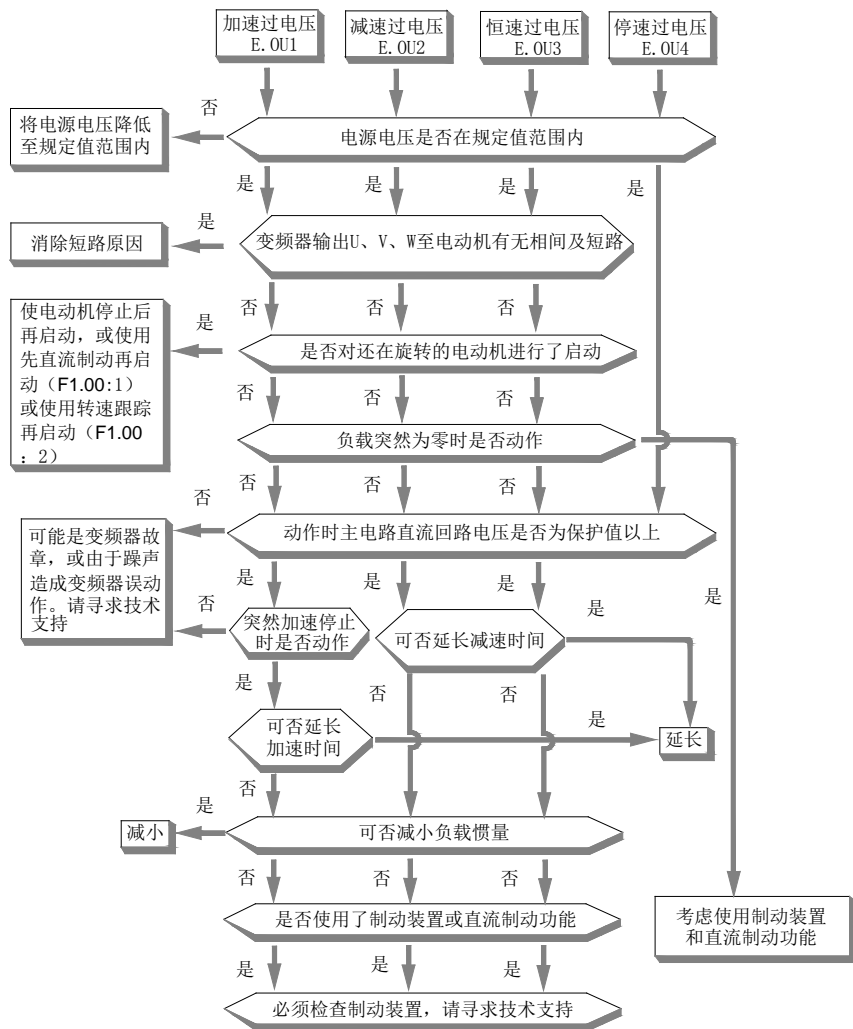 加速过电压
E.OU1
减速过电压
E.OU2
恒速过电压
E.OU3
停速过电压
E.OU4
否
将电源电压降低
至规定值范围内
电源电压是否在规定值范围内
是
是
是
是
是
消除短路原因
变频器输出U、V、W至电动机有无相间及短路
否
否
否
使电动机停止后
再启动，或使用
先直流制动再启
动（F1.00:1）
或使用转速跟踪
再启动（F1.00
：2）
是
是否对还在旋转的电动机进行了启动
否
否
否
负载突然为零时是否动作
否
否
否
否
动作时主电路直流回路电压是否为保护值以上
可能是变频器故
章，或由于躁声
造成变频器误动
作。请寻求技术
支持
是
是
是
是
是
否
突然加速停止
时是否动作
可否延长减速时间
是
否
否
是
可否延长
加速时间
延长
否
是
减小
可否减小负载惯量
否
否
否
是否使用了制动装置或直流制动功能
考虑使用制动装置
和直流制动功能
是
是
是
必须检查制动装置，请寻求技术支持